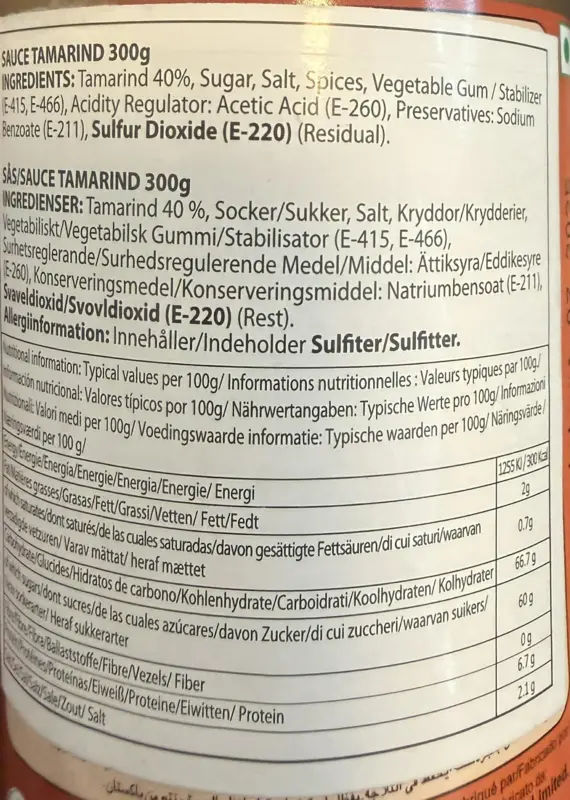 SAUCE TAMARIND 300g
INGREDIENTS: Tamarind 40%, Sugar, Salt, Spices, Vegetable Gum / Stabilizer
(E-415, E-466), Acidity Regulator: Acetic Acid (E-260), Preservatives: Sodium
Benzoate (E-211), Sulfur Dioxide (E-220) (Residual).
SÅS/SAUCE TAMARIND 300g
INGREDIENSER: Tamarind 40 %, Socker/Sukker, Salt, Kryddor/Krydderier,
Vegetabiliskt/Vegetabilsk Gummi/Stabilisator (E-415, E-466),
Surhetsreglerande/Surhedsregulerende Medel/Middel: Ättiksyra/Eddikesyre
(E-260), Konserveringsmedel/Konserveringsmiddel: Natriumbensoat (E-211),
Svaveldioxid/Svovldioxid (E-220) (Rest).
Allergiinformation: Innehåller/Indeholder Sulfiter/Sulfitter.
Nutritional information: Typical values per 100g/ Informations nutritionnelles : Valeurs typiques par 100g/
nutricional: Valores típicos por 100g/ Nährwertangaben: Typische Werte pro 100g/ Informazioni
Valori medi per 100g/ Voedingswaarde informatie: Typische waarden per 100g/ Näringsvärde/
Næringsværdi per 100 g/
Energy/Energie/Energía/Energie/Energia/Energie/ Energi 1255 KJ/300 Kcal
grasses/Grasas/Fett/Grassi/Vetten/ Fett/Fedt 2g
saturates/dont saturés/de las cuales saturadas/davon gesättigte Fettsäuren/di cui saturi/waarvan
vetzuren/ Varav mättat/ heraf mættet 0.7g
/Glucides/Hidratos de carbono/Kohlenhydrate/Carboidrati/Koolhydraten/ Kolhydrater 66.7g
sugars/dont sucres/de las cuales azúcares/davon Zucker/di cui zuccheri/waarvan suikers/
Heraf sukkerarter 60g
/Fibra/Ballaststoffe/Fibre/Vezels/ Fiber 0g
/Proteínas/Eiweiß/Proteine/Eiwitten/ Protein 6.7g
/Sale/Zout/ Salt 2.1g